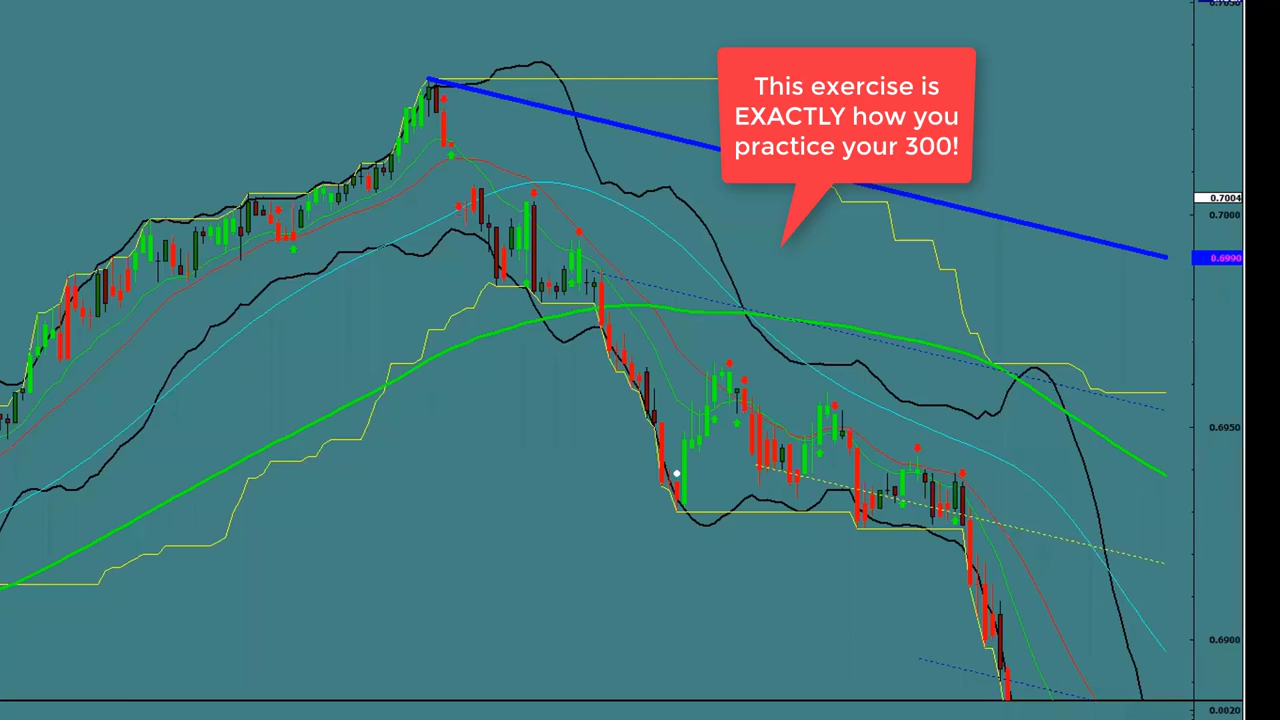 This exercise is
EXACTLY how you
practice your 300!
0.7004
0.7000
0.6990
0.6950
0.6900
0.0020